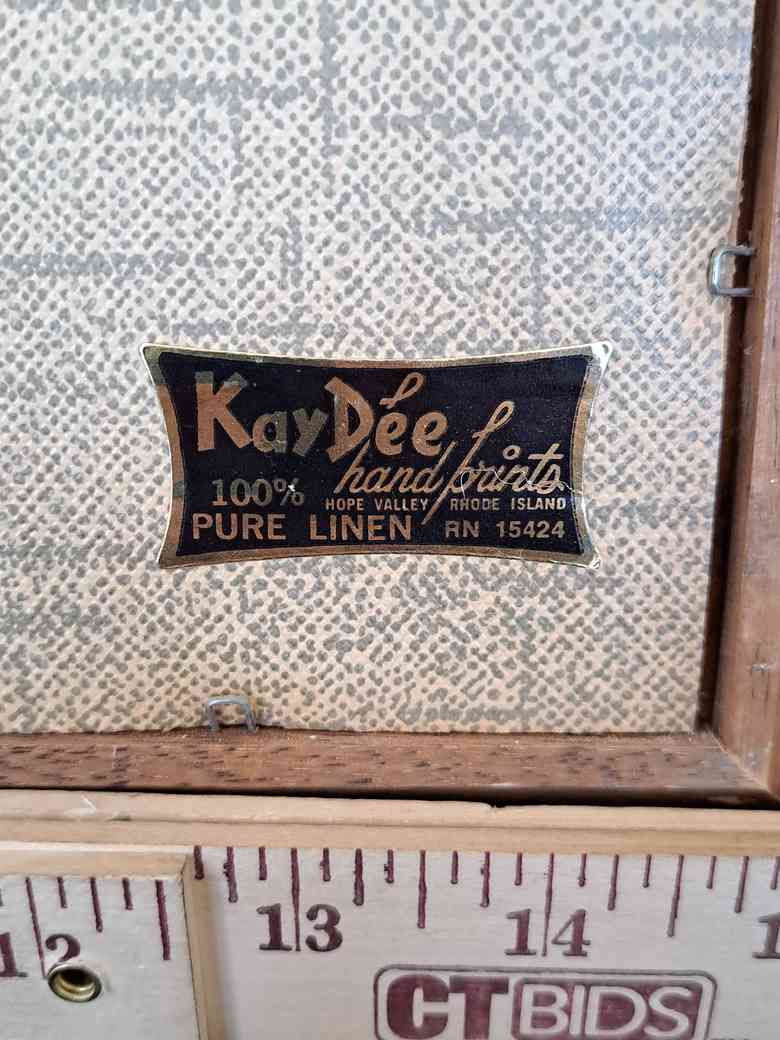 KayDee
hand prints
100%
HOPE VALLEY RHODE ISLAND
PURE LINEN RN 15424
12 13 14
CTBIDS